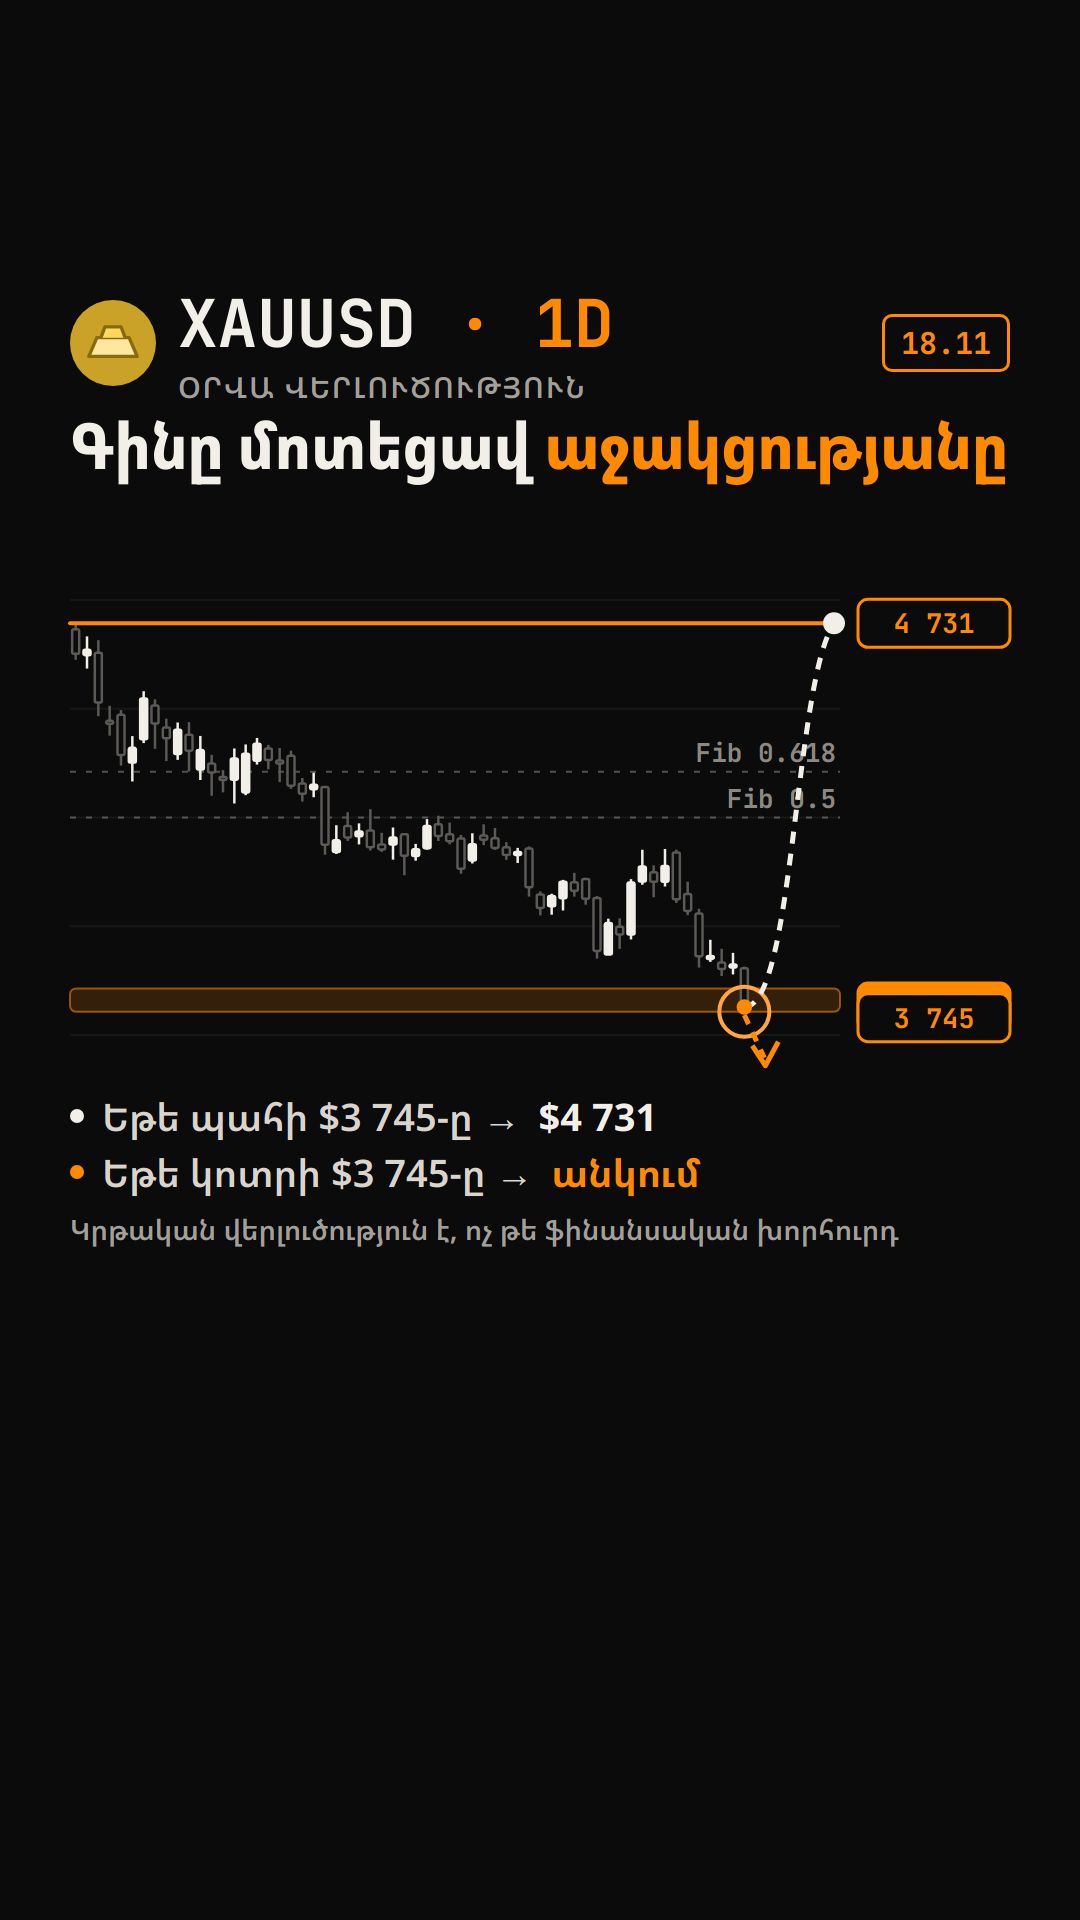 XAUUSD · 1D
18.11
ՕՐՎԱ ՎԵՐԼՈՒԾՈՒԹՅՈՒՆ
Գինը մոտեցավ աջակցությանը
4 731
Fib 0.618
Fib 0.5
3 745
Եթե պահի $3 745-ը → $4 731
Եթե կոտրի $3 745-ը → անկում
Կրթական վերլուծություն է, ոչ թե ֆինանսական խորհուրդ